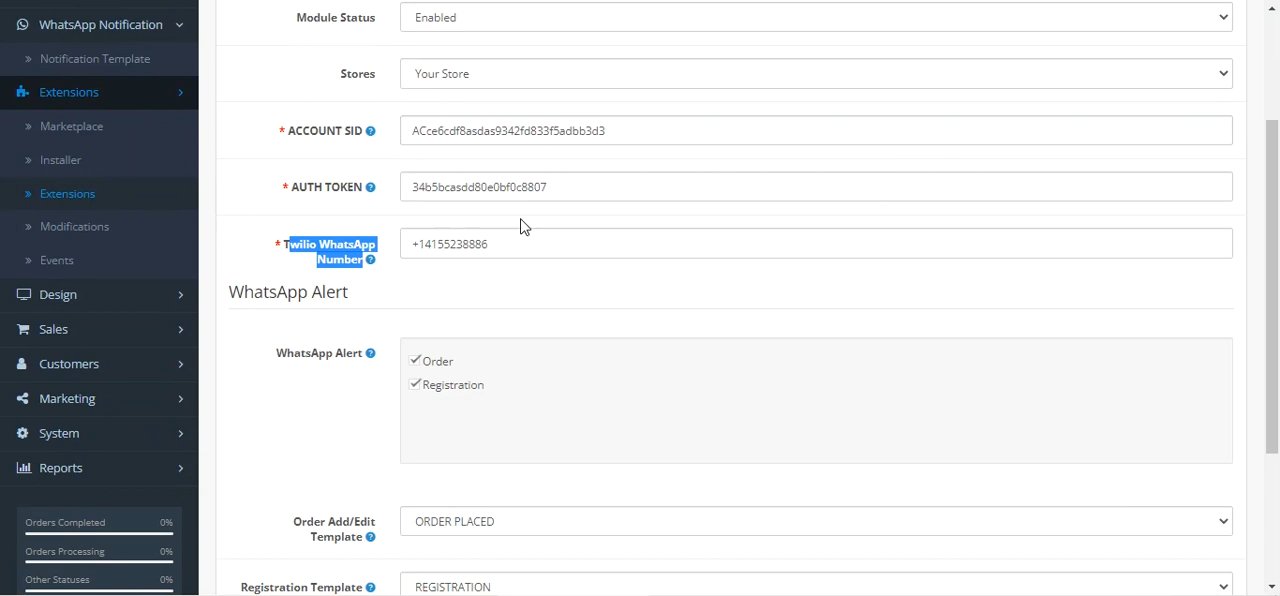 WhatsApp Notification
» Notification Template
Extensions
» Marketplace
» Installer
» Extensions
» Modifications
» Events
Design
Sales
Customers
Marketing
System
Reports
Orders Completed 0%
Orders Processing 0%
Other Statuses 0%
Module Status Enabled
Stores Your Store
* ACCOUNT SID ACce6cdf8asdas9342fd833f5adbb3d3
* AUTH TOKEN 34b5bcasdd80e0bf0c8807
* Twilio WhatsApp
Number +14155238886
WhatsApp Alert
WhatsApp Alert
Order
Registration
Order Add/Edit
Template ORDER PLACED
Registration Template REGISTRATION